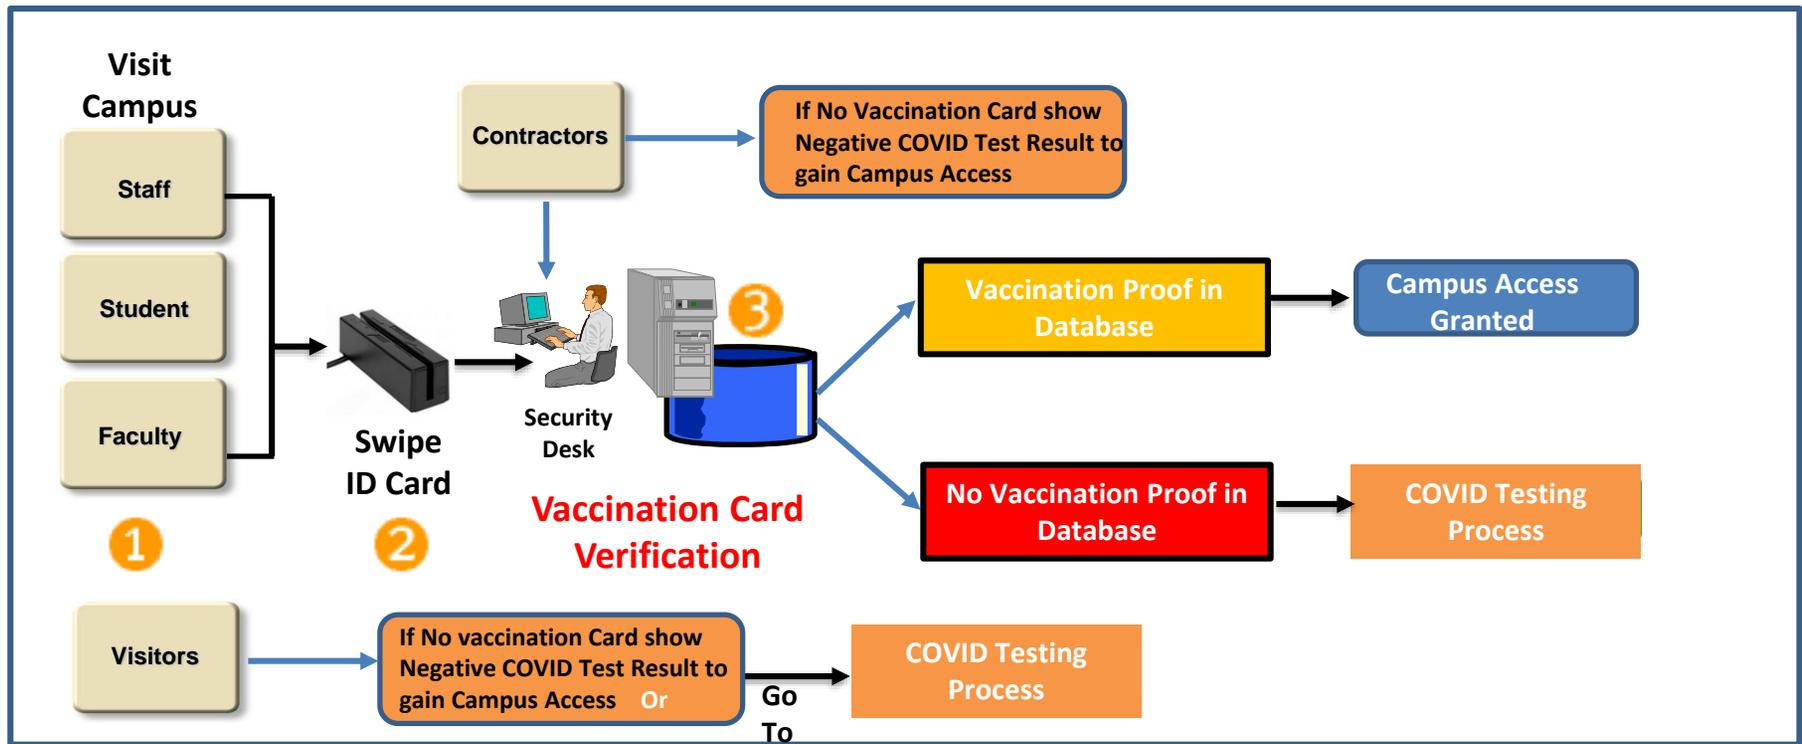 Visit
Campus
Staff
Student
Faculty
1
Swipe
ID Card
2
Contractors
If No Vaccination Card show
Negative COVID Test Result to
gain Campus Access
Security
Desk
3
Vaccination Card
Verification
Vaccination Proof in
Database
Campus Access
Granted
No Vaccination Proof in
Database
COVID Testing
Process
Visitors
If No vaccination Card show
Negative COVID Test Result to
gain Campus Access Or
Go
To
COVID Testing
Process